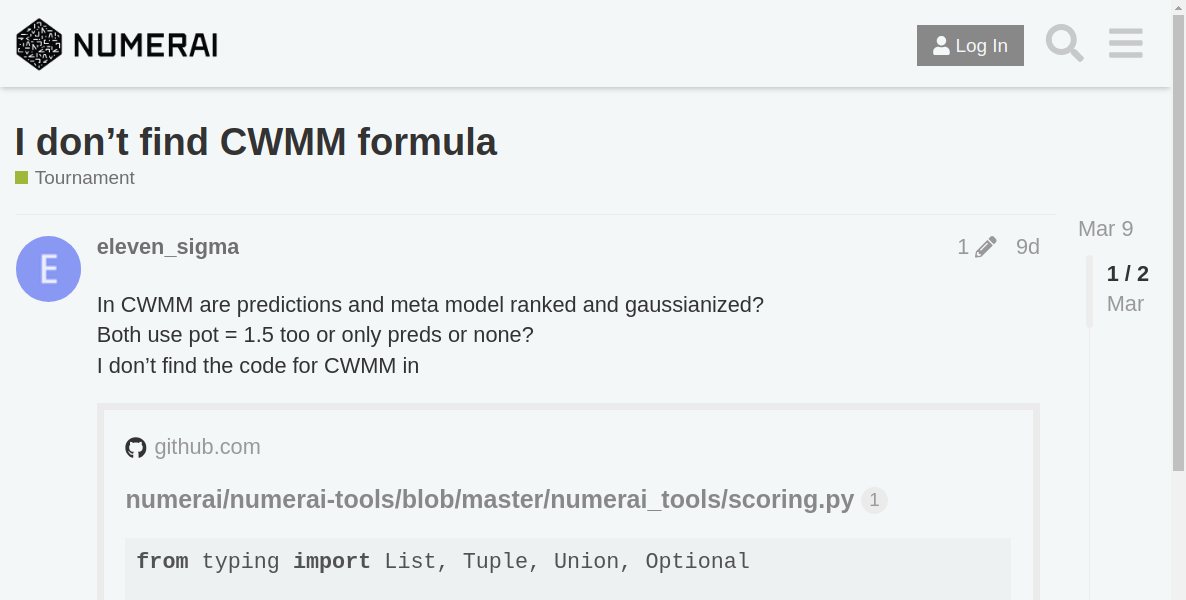 NUMERAI
Log In
I don’t find CWMM formula
Tournament
Mar 9
eleven_sigma
1
9d
1 / 2
Mar
E
In CWMM are predictions and meta model ranked and gaussianized?
Both use pot = 1.5 too or only preds or none?
I don’t find the code for CWMM in
github.com
numerai/numerai-tools/blob/master/numerai_tools/scoring.py 1
from typing import List, Tuple, Union, Optional